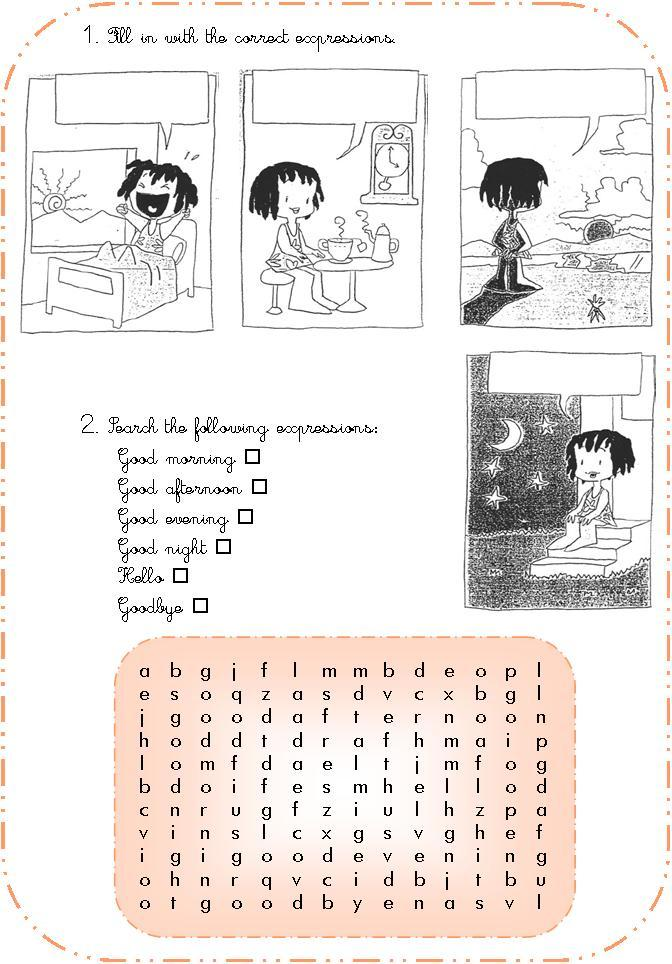 1. Fill in with the correct expressions.
2. Search the following expressions:
Good morning
Good afternoon
Good evening
Good night
Hello
Goodbye
a b g j f l m m b d e o p l
e s o q z a s d v c x b g l
j g o o d a f t e r n o o n
h o d d t d r a f h m a i p
l o m f d a e l t j m f o g
b d o i f e s m h e l l o d
c n r u g f z i u l h z p a
v i n s l c x g s v g h e f
i g i g o o d e v e n i n g
o h n r q v c i d b j t b u
o t g o o d b y e n a s v l